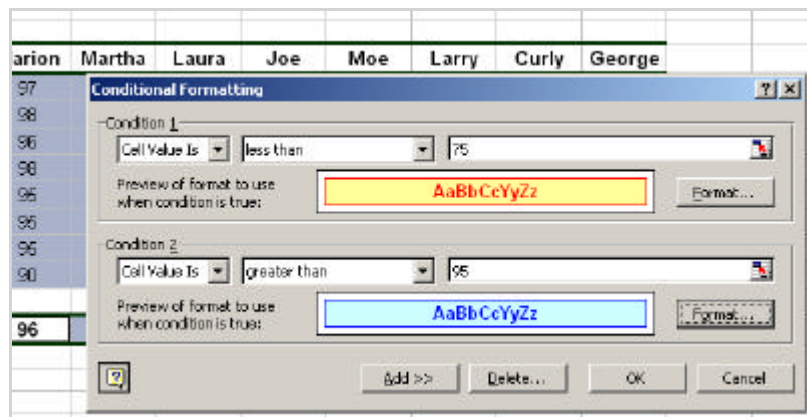 arion Martha Laura Joe Moe Larry Curly George
97
98
96
98
95
95
95
90
96
Conditional Formatting
Condition 1
Cell Value Is less than 75
Preview of format to use
when condition is true:
AaBbCcYyZz
Format...
Condition 2
Cell Value Is greater than 95
Preview of format to use
when condition is true:
AaBbCcYyZz
Format...
Add >> Delete... OK Cancel